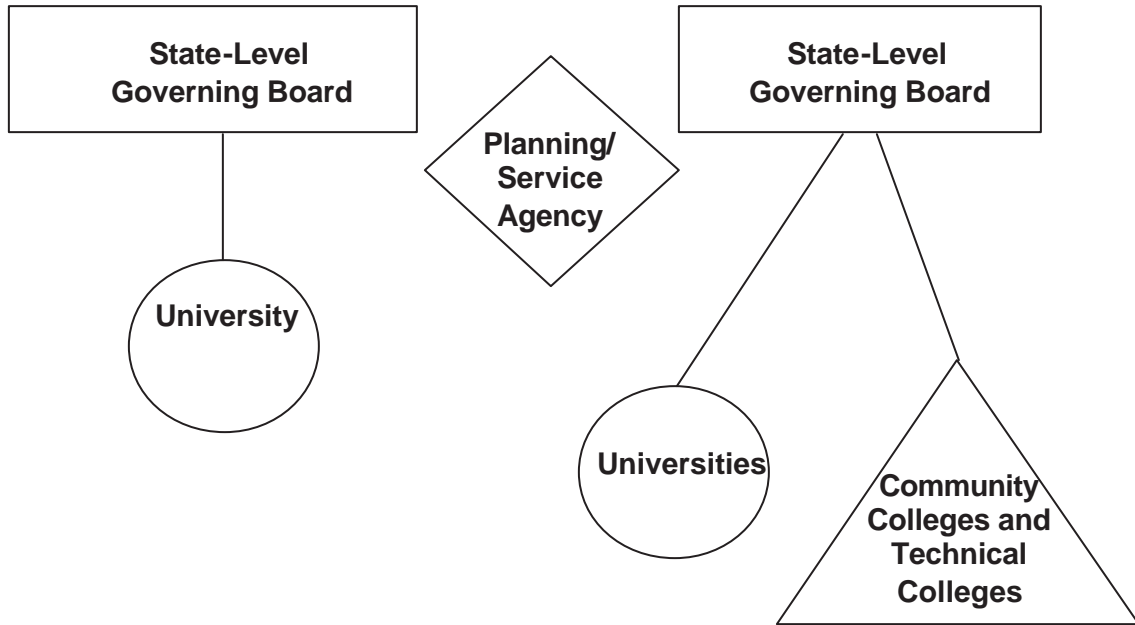 State-Level
Governing Board
State-Level
Governing Board
Planning/
Service
Agency
University
Universities
Community
Colleges and
Technical
Colleges